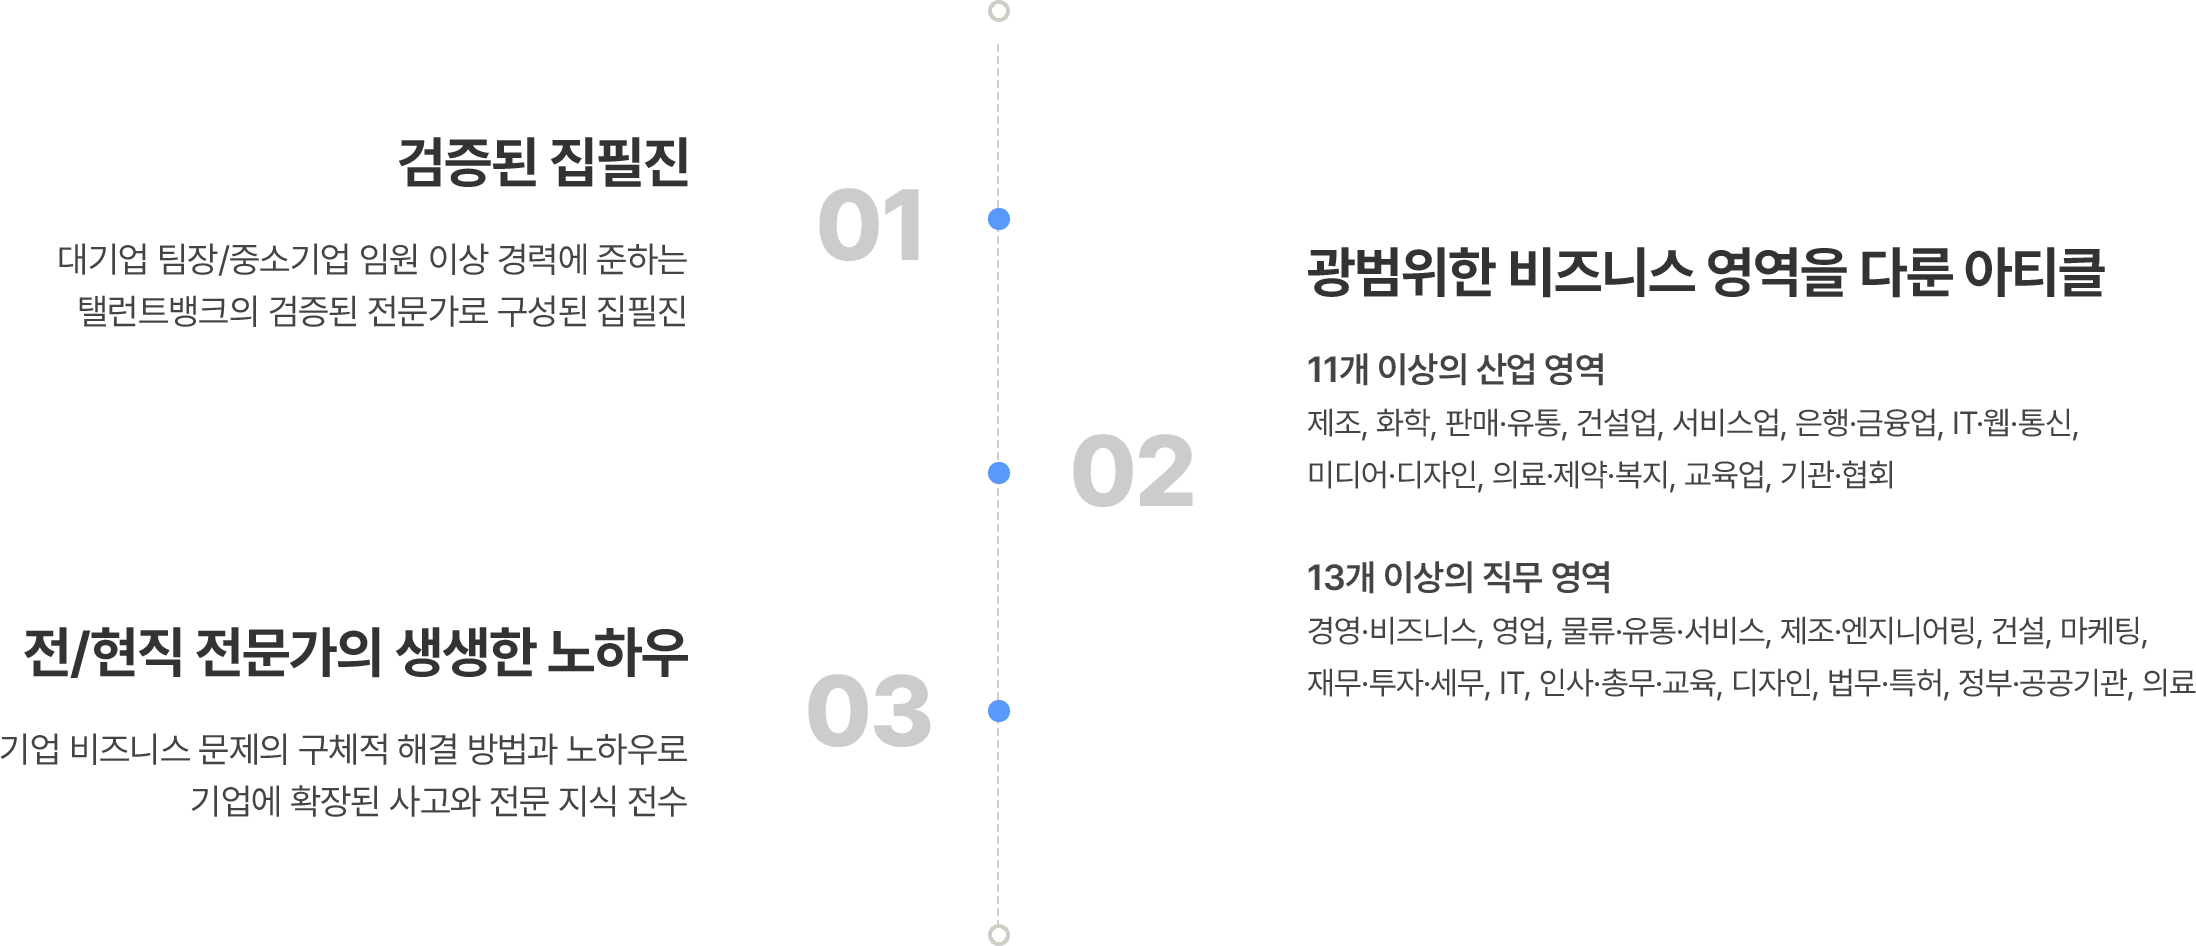 01
검증된 집필진
대기업 팀장/중소기업 임원 이상 경력에 준하는
탤런트뱅크의 검증된 전문가로 구성된 집필진
02
광범위한 비즈니스 영역을 다룬 아티클
11개 이상의 산업 영역
제조, 화학, 판매·유통, 건설업, 서비스업, 은행·금융업, IT·웹·통신,
미디어·디자인, 의료·제약·복지, 교육업, 기관·협회
13개 이상의 직무 영역
경영·비즈니스, 영업, 물류·유통·서비스, 제조·엔지니어링, 건설, 마케팅,
재무·투자·세무, IT, 인사·총무·교육, 디자인, 법무·특허, 정부·공공기관, 의료
03
전/현직 전문가의 생생한 노하우
기업 비즈니스 문제의 구체적 해결 방법과 노하우로
기업에 확장된 사고와 전문 지식 전수